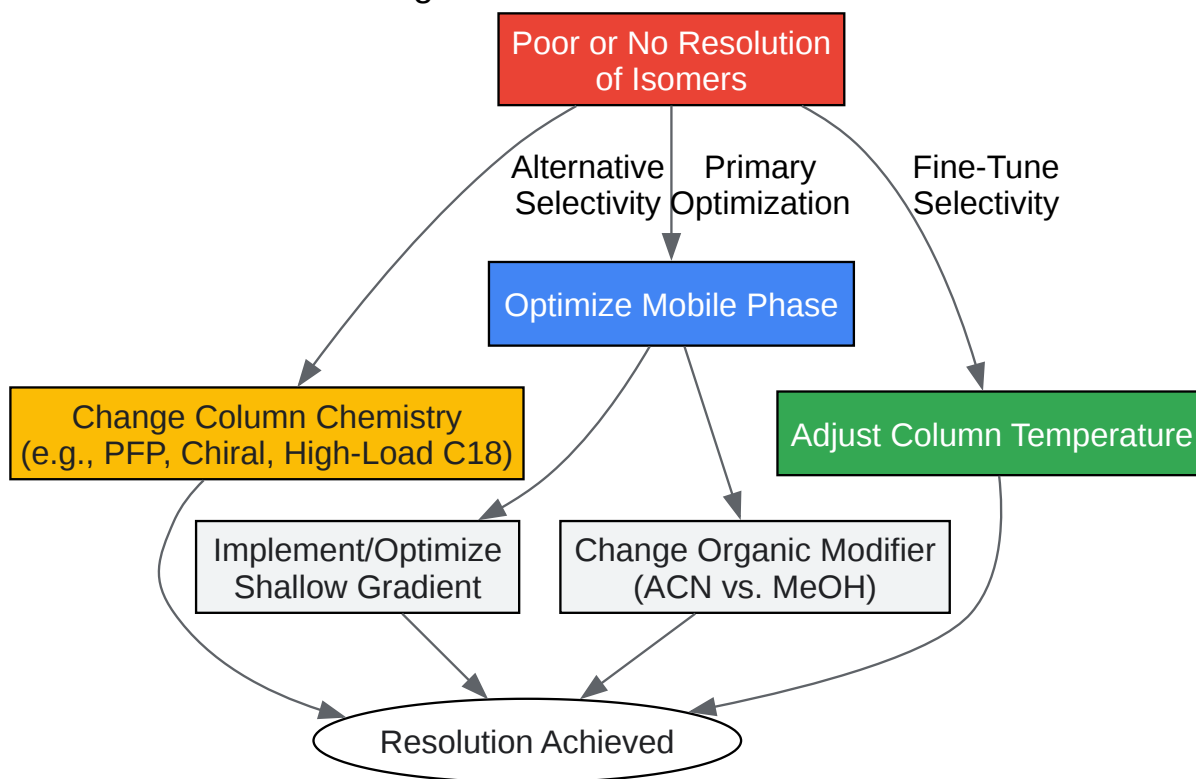 Poor or No Resolution
of Isomers
Alternative
Selectivity
Primary
Optimization
Fine-Tune
Selectivity
Optimize Mobile Phase
Change Column Chemistry
(e.g., PFP, Chiral, High-Load C18)
Adjust Column Temperature
Implement/Optimize
Shallow Gradient
Change Organic Modifier
(ACN vs. MeOH)
Resolution Achieved